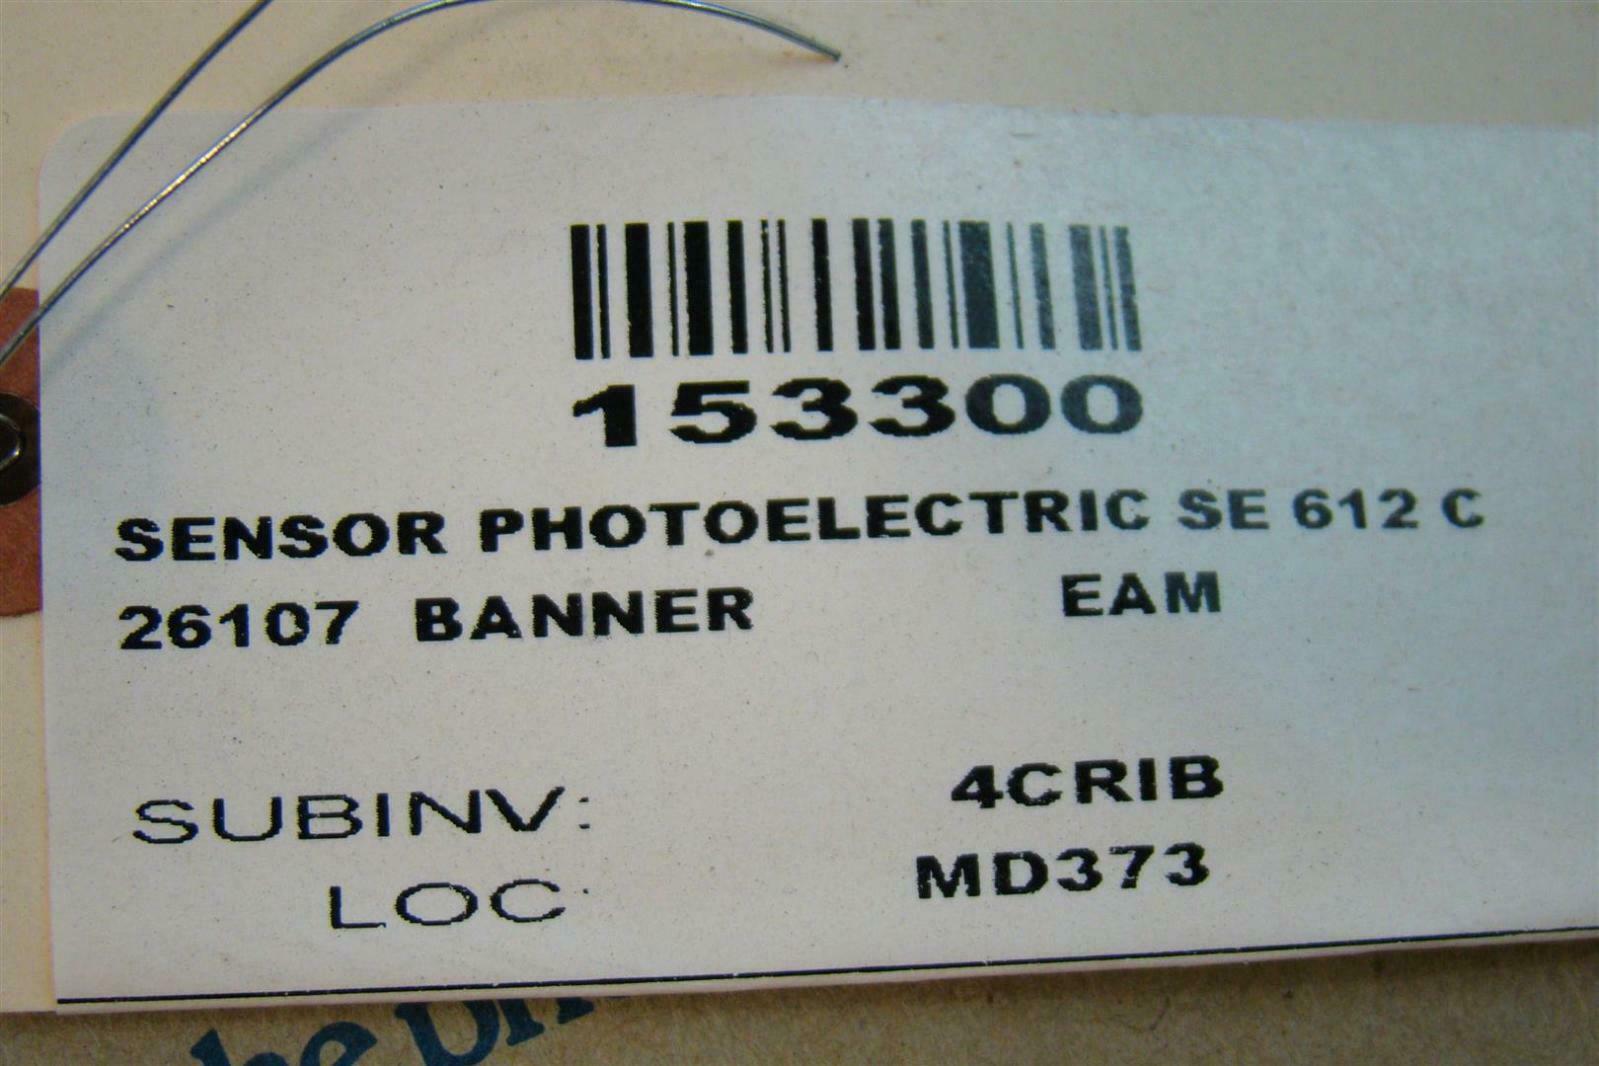 153300
SENSOR PHOTOELECTRIC SE 612 C
26107 BANNER EAM
SUBINV: 4CRIB
LOC: MD373